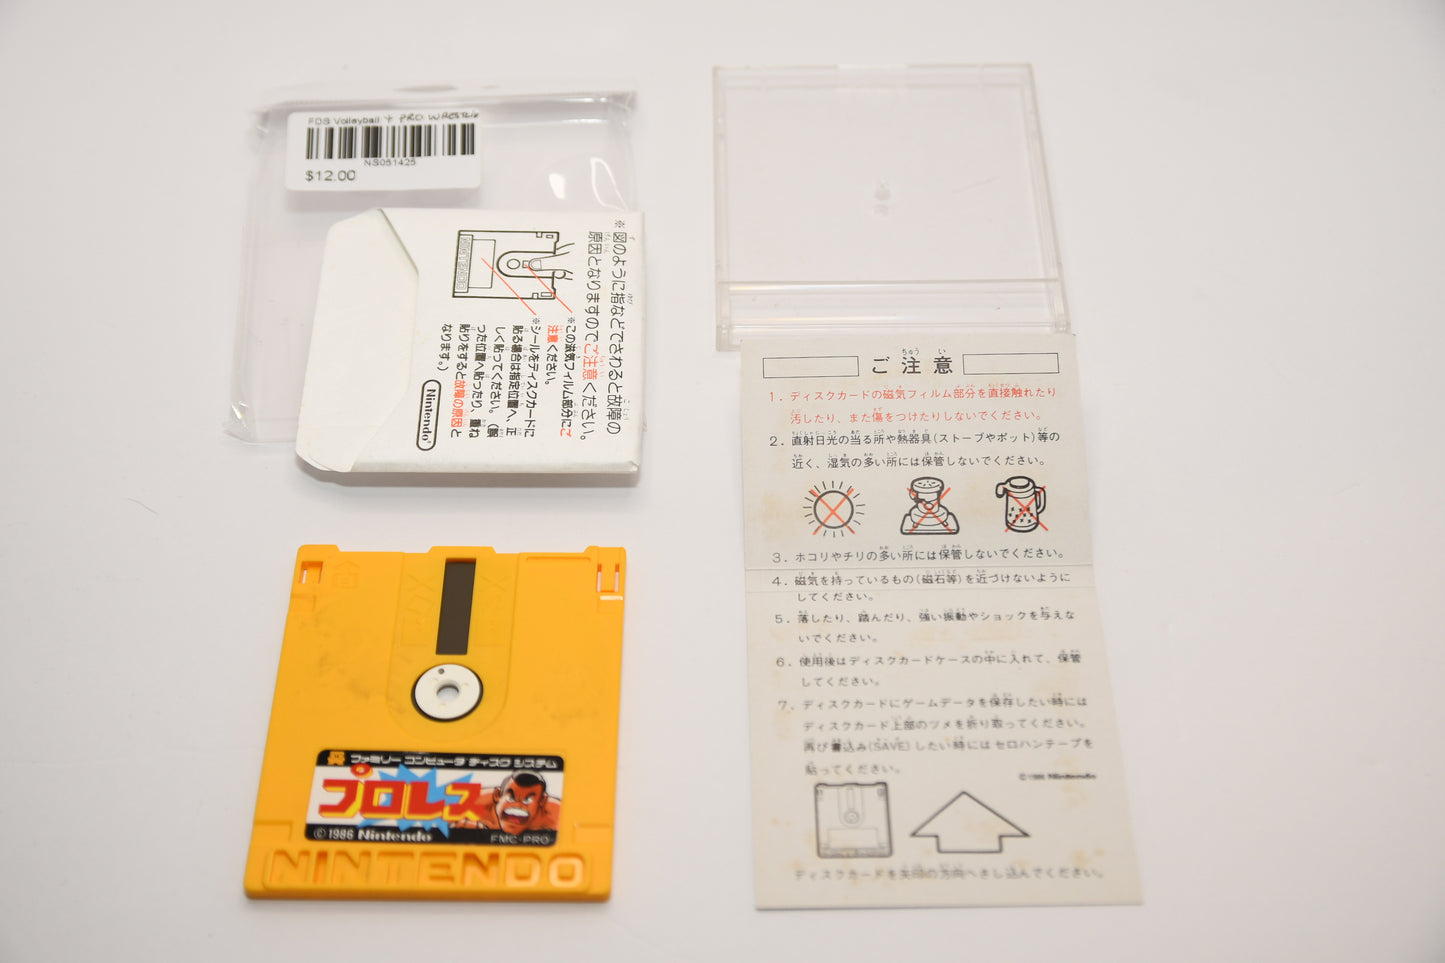 FDS Volleyball + PRO WRESTLIN
NS051425
$12.00
※図のように指などでさわると故障の
原因となりますのでご注意ください。
NINTENDO
※この磁気フィルム部分にご
注意ください。
※シールをディスクカードに
貼る場合は指定位置へ、正
しく貼ってください。(誤
った位置へ貼ったり、重ね
貼りをすると故障の原因と
なります。)
Nintendo
ご注意
1. ディスクカードの磁気フィルム部分を直接触れたり
汚したり、また傷をつけたりしないでください。
2. 直射日光の当る所や熱器具(ストーブやポット)等の
近く、湿気の多い所には保管しないでください。
3. ホコリやチリの多い所には保管しないでください。
4. 磁気を持っているもの(磁石等)を近づけないように
してください。
5. 落したり、踏んだり、強い振動やショックを与えな
いでください。
6. 使用後はディスクカードケースの中に入れて、保管
してください。
7. ディスクカードにゲームデータを保存したい時には
ディスクカード上部のツメを折り取ってください。
再び書込み(SAVE)したい時にはセロハンテープを
貼ってください。
©1986 Nintendo
ディスクカードを矢印の方向へさし込んでください。
ファミリー コンピュータ ディスク システム
プロレス
©1986 Nintendo
FMC-PRO
NINTENDO